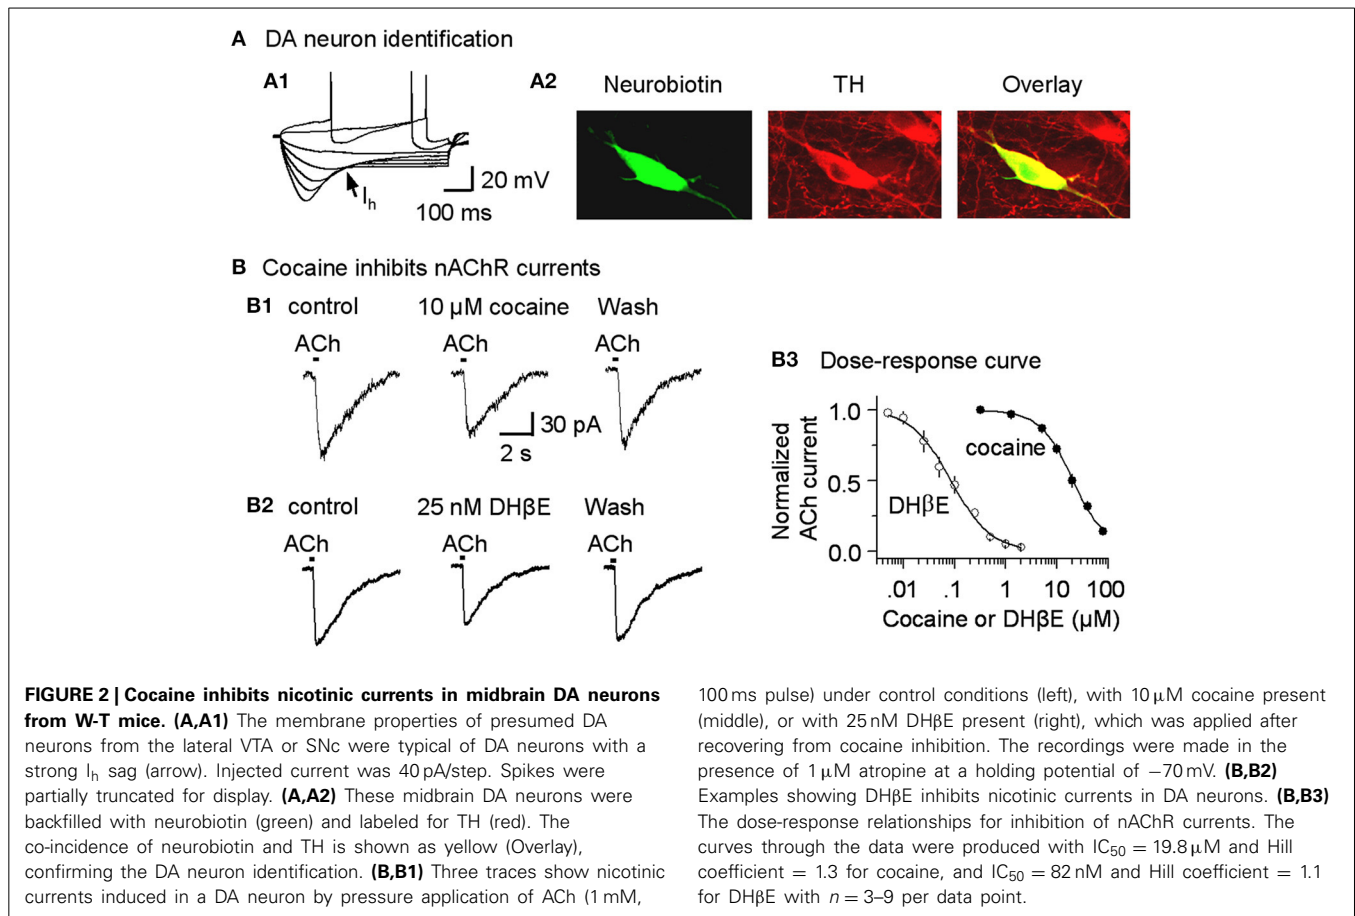 A DA neuron identification
A1
A2
Neurobiotin TH Overlay
Ih
20 mV
100 ms
B Cocaine inhibits nAChR currents
B1 control 10 µM cocaine Wash
ACh ACh ACh
30 pA
2 s
B2 control 25 nM DHβE Wash
ACh ACh ACh
B3 Dose-response curve
Normalized
ACh current
1.0
0.5
0.0
cocaine
DHβE
.01 .1 1 10 100
Cocaine or DHβE (µM)
FIGURE 2 | Cocaine inhibits nicotinic currents in midbrain DA neurons
from W-T mice. (A,A1) The membrane properties of presumed DA
neurons from the lateral VTA or SNc were typical of DA neurons with a
strong Ih sag (arrow). Injected current was 40 pA/step. Spikes were
partially truncated for display. (A,A2) These midbrain DA neurons were
backfilled with neurobiotin (green) and labeled for TH (red). The
co-incidence of neurobiotin and TH is shown as yellow (Overlay),
confirming the DA neuron identification. (B,B1) Three traces show nicotinic
currents induced in a DA neuron by pressure application of ACh (1 mM,
100 ms pulse) under control conditions (left), with 10 µM cocaine present
(middle), or with 25 nM DHβE present (right), which was applied after
recovering from cocaine inhibition. The recordings were made in the
presence of 1 µM atropine at a holding potential of −70 mV. (B,B2)
Examples showing DHβE inhibits nicotinic currents in DA neurons. (B,B3)
The dose-response relationships for inhibition of nAChR currents. The
curves through the data were produced with IC50 = 19.8 µM and Hill
coefficient = 1.3 for cocaine, and IC50 = 82 nM and Hill coefficient = 1.1
for DHβE with n = 3–9 per data point.